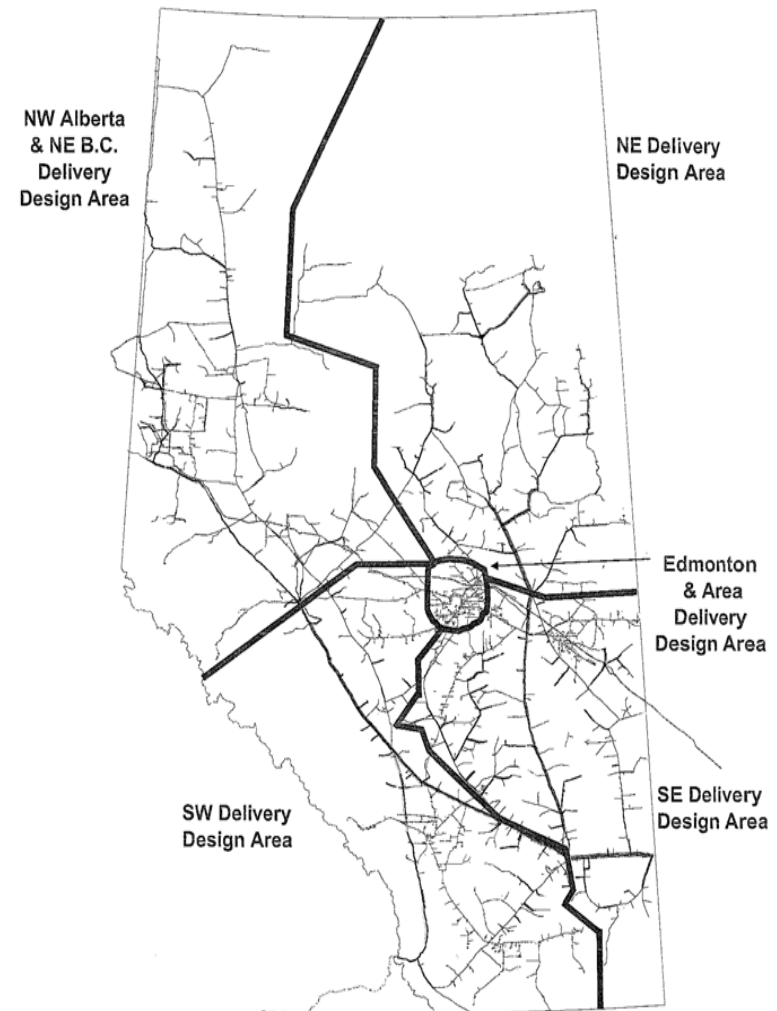 NW Alberta
& NE B.C.
Delivery
Design Area
NE Delivery
Design Area
Edmonton
& Area
Delivery
Design Area
SW Delivery
Design Area
SE Delivery
Design Area